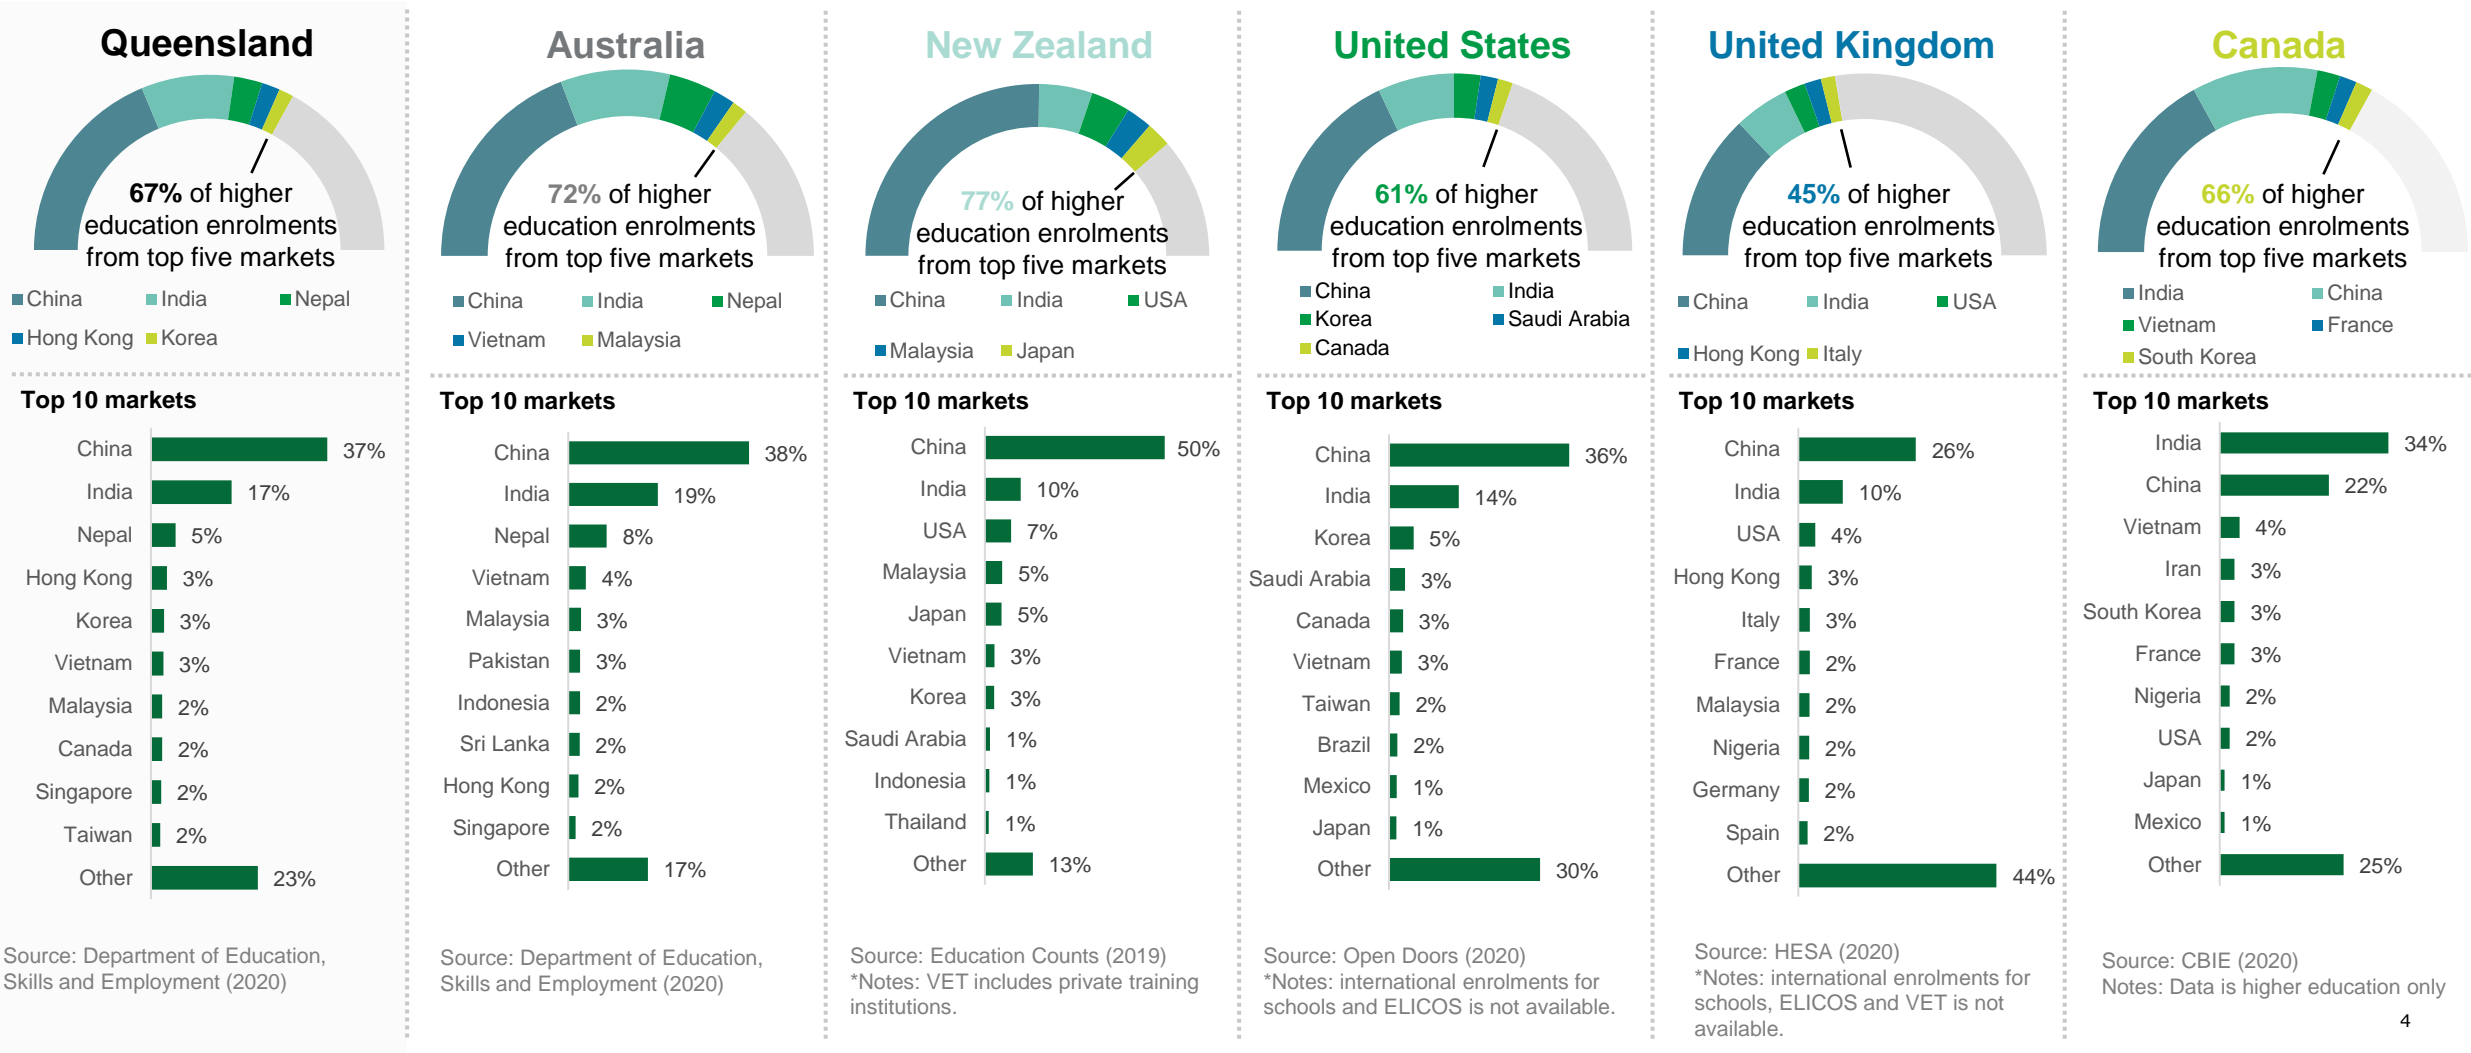 Queensland
67% of higher
education enrolments
from top five markets
China India Nepal
Hong Kong Korea
Top 10 markets
China 37%
India 17%
Nepal 5%
Hong Kong 3%
Korea 3%
Vietnam 3%
Malaysia 2%
Canada 2%
Singapore 2%
Taiwan 2%
Other 23%
Source: Department of Education,
Skills and Employment (2020)
Australia
72% of higher
education enrolments
from top five markets
China India Nepal
Vietnam Malaysia
Top 10 markets
China 38%
India 19%
Nepal 8%
Vietnam 4%
Malaysia 3%
Pakistan 3%
Indonesia 2%
Sri Lanka 2%
Hong Kong 2%
Singapore 2%
Other 17%
Source: Department of Education,
Skills and Employment (2020)
New Zealand
77% of higher
education enrolments
from top five markets
China India USA
Malaysia Japan
Top 10 markets
China 50%
India 10%
USA 7%
Malaysia 5%
Japan 5%
Vietnam 3%
Korea 3%
Saudi Arabia 1%
Indonesia 1%
Thailand 1%
Other 13%
Source: Education Counts (2019)
*Notes: VET includes private training
institutions.
United States
61% of higher
education enrolments
from top five markets
China India
Korea Saudi Arabia
Canada
Top 10 markets
China 36%
India 14%
Korea 5%
Saudi Arabia 3%
Canada 3%
Vietnam 3%
Taiwan 2%
Brazil 2%
Mexico 1%
Japan 1%
Other 30%
Source: Open Doors (2020)
*Notes: international enrolments for
schools and ELICOS is not available.
United Kingdom
45% of higher
education enrolments
from top five markets
China India USA
Hong Kong Italy
Top 10 markets
China 26%
India 10%
USA 4%
Hong Kong 3%
Italy 3%
France 2%
Malaysia 2%
Nigeria 2%
Germany 2%
Spain 2%
Other 44%
Source: HESA (2020)
*Notes: international enrolments for
schools, ELICOS and VET is not
available.
Canada
66% of higher
education enrolments
from top five markets
India China
Vietnam France
South Korea
Top 10 markets
India 34%
China 22%
Vietnam 4%
Iran 3%
South Korea 3%
France 3%
Nigeria 2%
USA 2%
Japan 1%
Mexico 1%
Other 25%
Source: CBIE (2020)
Notes: Data is higher education only
4